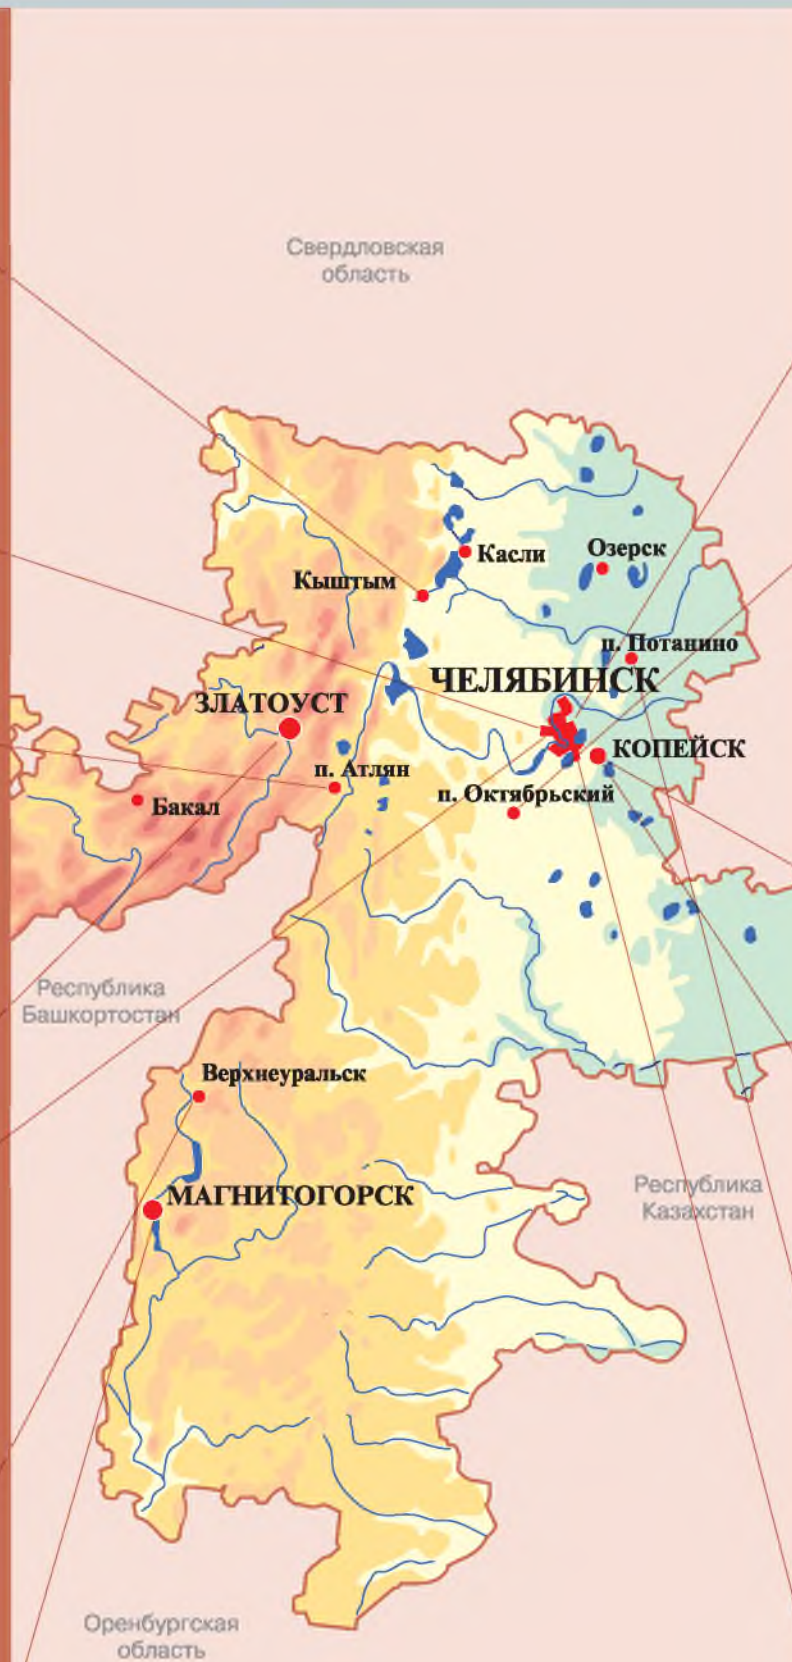 Свердловская
область
Касли
Озерск
Кыштым
п. Потанино
ЧЕЛЯБИНСК
ЗЛАТОУСТ
КОПЕЙСК
п. Атлян
п. Октябрьский
Бакал
Республика
Башкортостан
Верхнеуральск
МАГНИТОГОРСК
Республика
Казахстан
Оренбургская
область